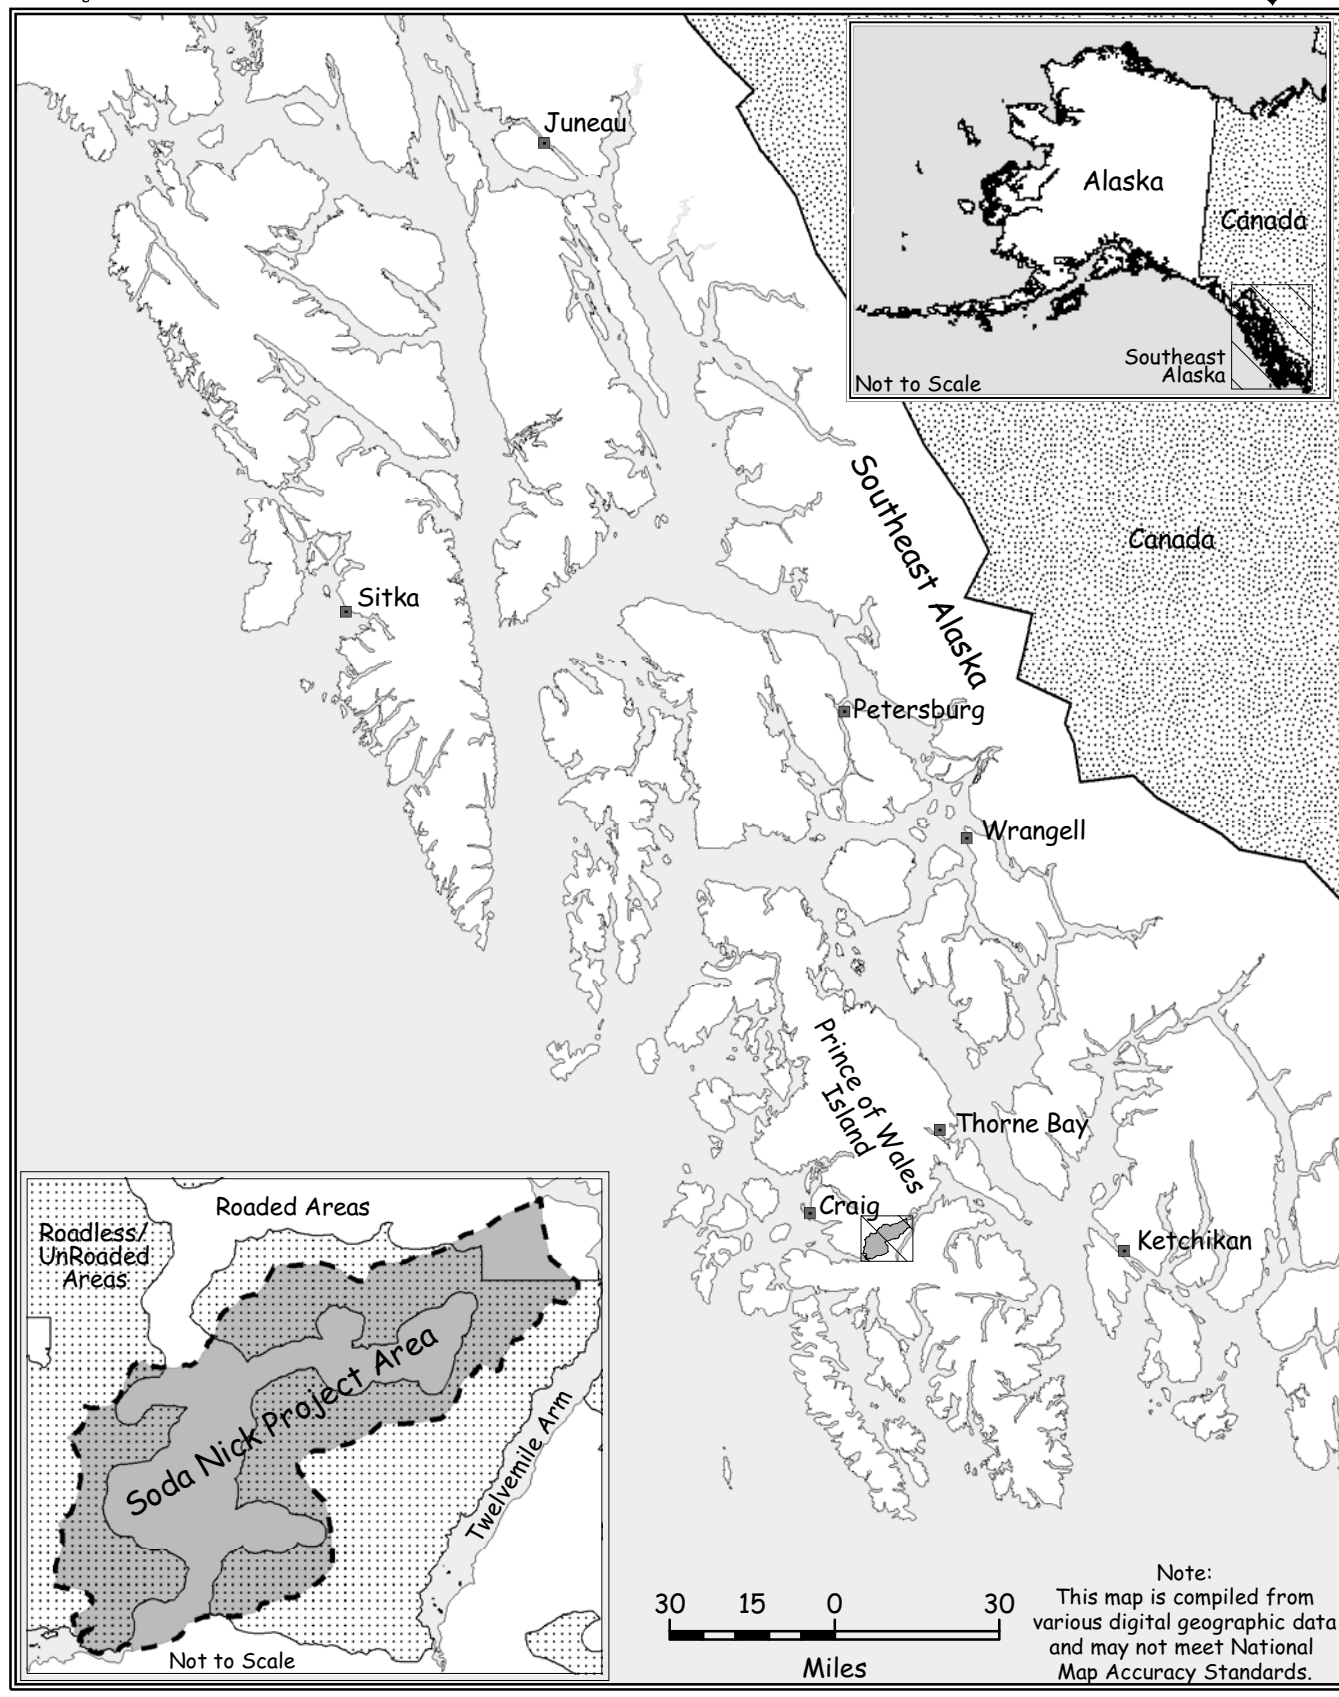 Juneau
Alaska
Canada
Southeast
Alaska
Not to Scale
Southeast Alaska
Canada
Sitka
Petersburg
Wrangell
Prince of Wales
Island
Thorne Bay
Craig
Ketchikan
Roaded Areas
Roadless/
UnRoaded
Areas
Soda Nick Project Area
Twelvemile Arm
Not to Scale
30 15 0 30
Miles
Note:
This map is compiled from
various digital geographic data
and may not meet National
Map Accuracy Standards.